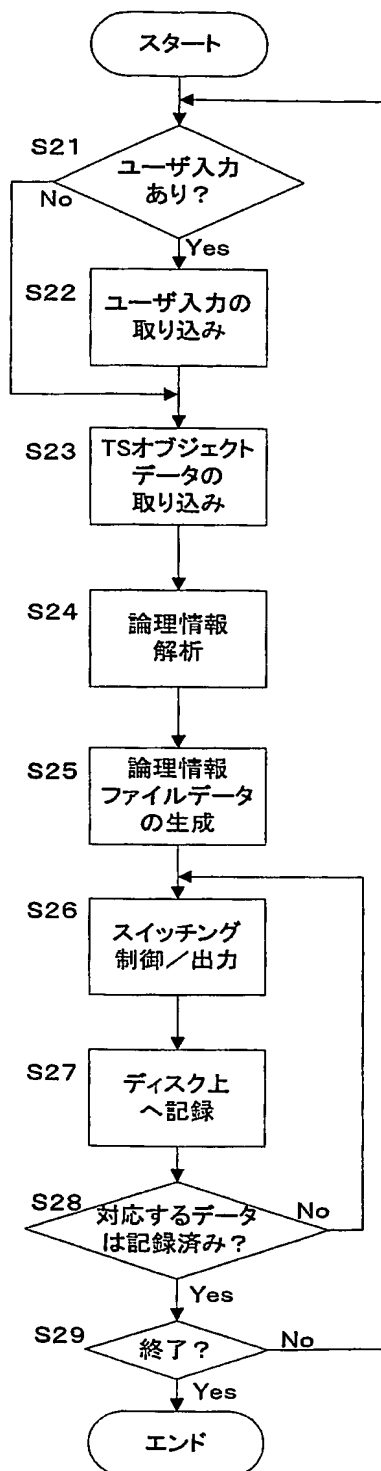 スタート
S21
ユーザ入力
あり？
No
Yes
S22
ユーザ入力の
取り込み
S23
TSオブジェクト
データの
取り込み
S24
論理情報
解析
S25
論理情報
ファイルデータ
の生成
S26
スイッチング
制御／出力
S27
ディスク上
へ記録
S28
対応するデータ
は記録済み？
No
Yes
S29
終了？
No
Yes
エンド